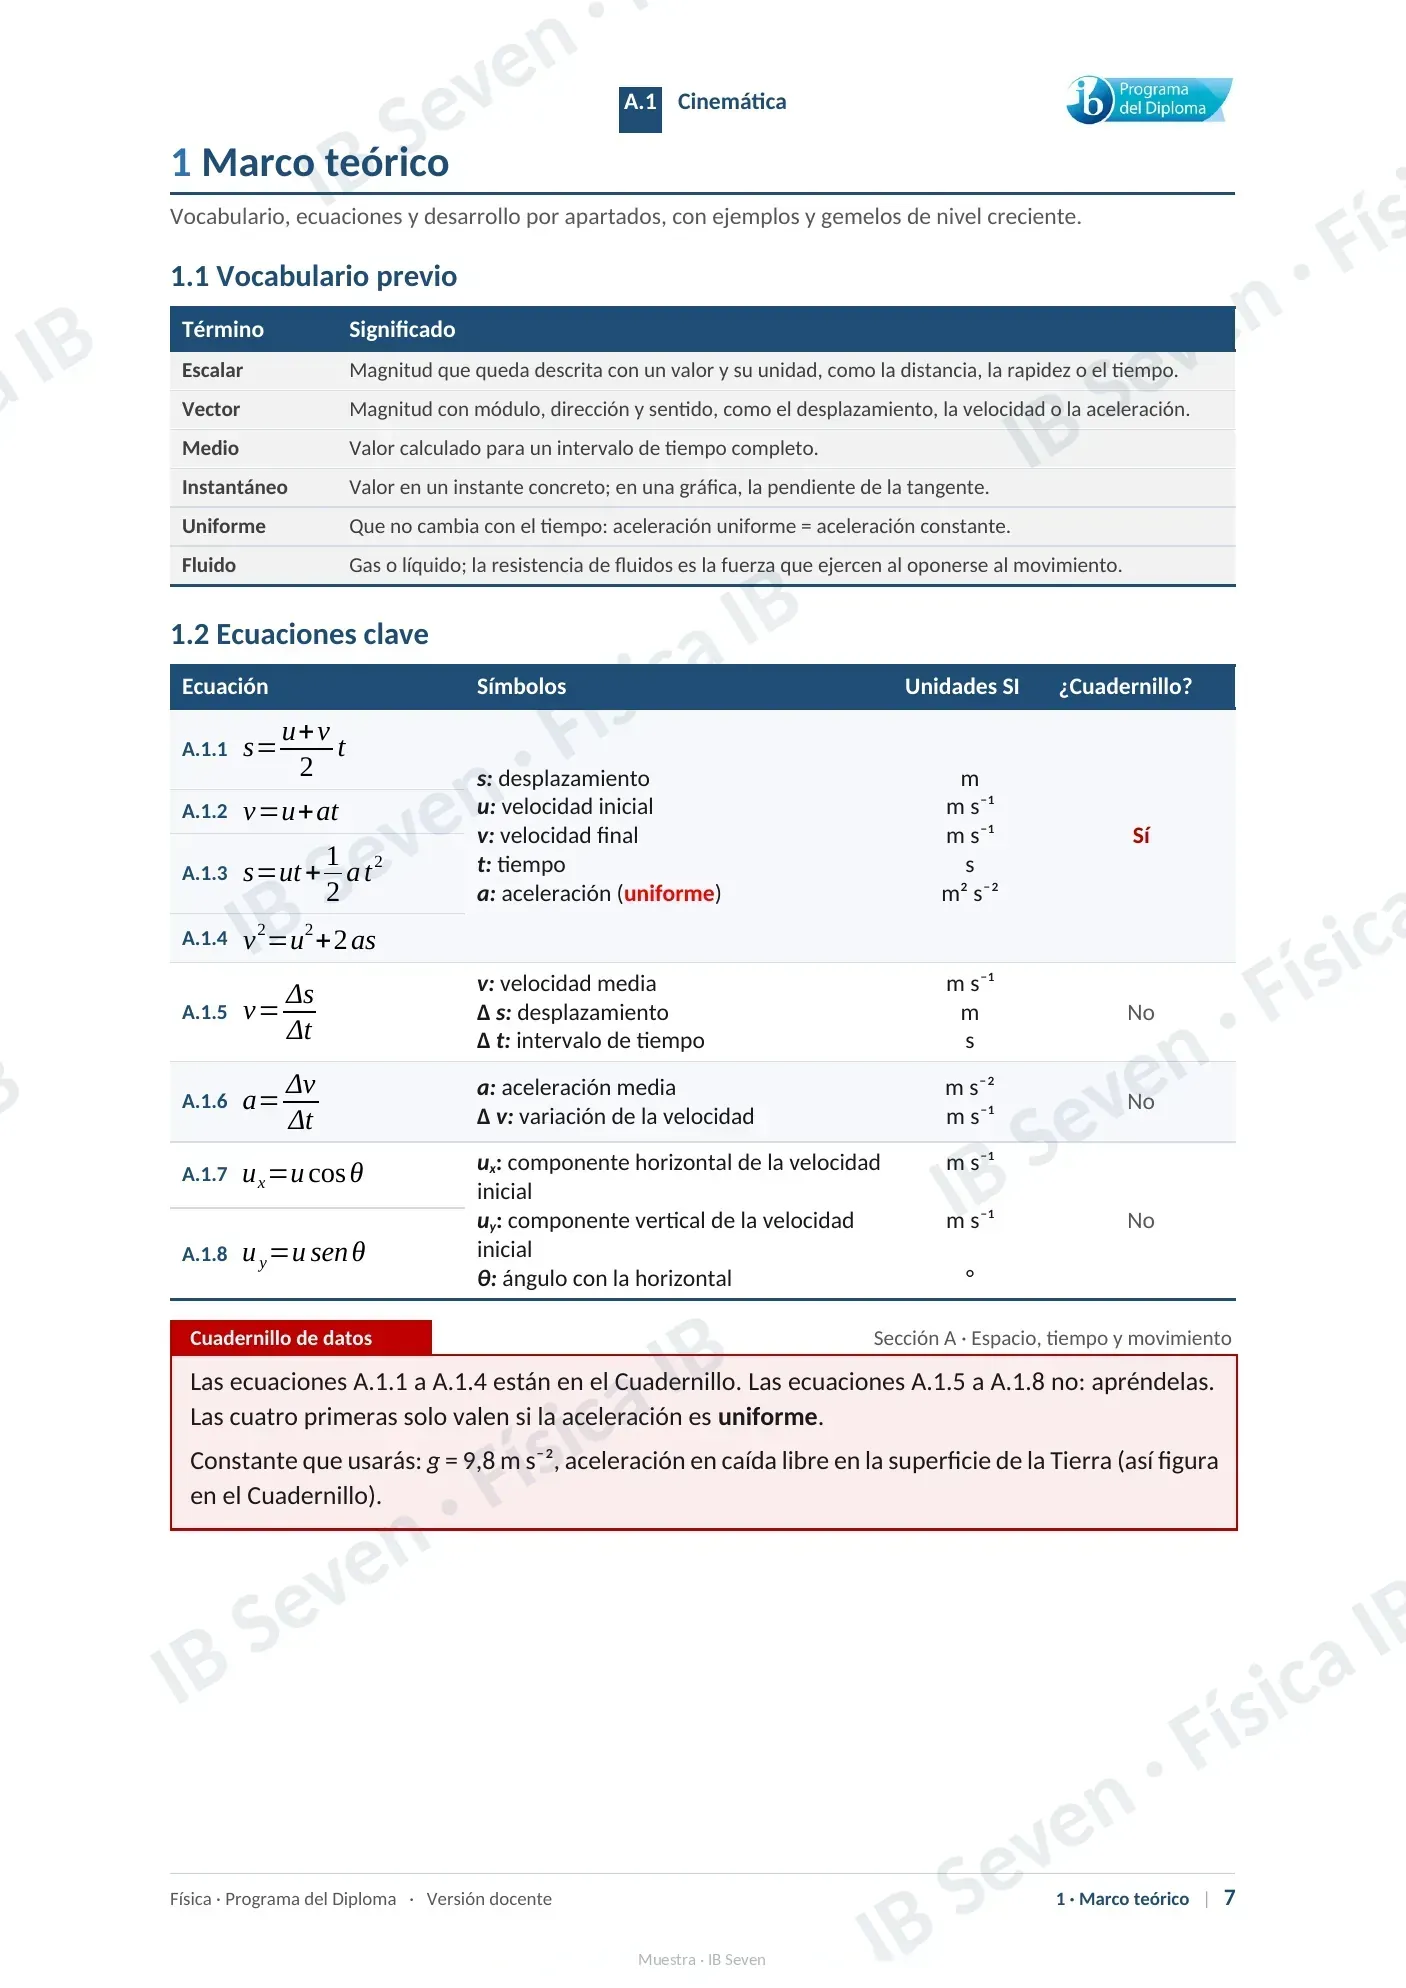 A.1 Cinemática
ib Programa
del Diploma
1 Marco teórico
Vocabulario, ecuaciones y desarrollo por apartados, con ejemplos y gemelos de nivel creciente.
1.1 Vocabulario previo
Término Significado
Escalar Magnitud que queda descrita con un valor y su unidad, como la distancia, la rapidez o el tiempo.
Vector Magnitud con módulo, dirección y sentido, como el desplazamiento, la velocidad o la aceleración.
Medio Valor calculado para un intervalo de tiempo completo.
Instantáneo Valor en un instante concreto; en una gráfica, la pendiente de la tangente.
Uniforme Que no cambia con el tiempo: aceleración uniforme = aceleración constante.
Fluido Gas o líquido; la resistencia de fluidos es la fuerza que ejercen al oponerse al movimiento.
1.2 Ecuaciones clave
Ecuación Símbolos Unidades SI ¿Cuadernillo?
A.1.1 s = (u+v)/2 t
A.1.2 v=u+at
A.1.3 s=ut+1/2 a t²
A.1.4 v²=u²+2as
s: desplazamiento m
u: velocidad inicial m s⁻¹
v: velocidad final m s⁻¹
t: tiempo s
a: aceleración (uniforme) m² s⁻²
Sí
A.1.5 v=Δs/Δt
v: velocidad media m s⁻¹
Δ s: desplazamiento m
Δ t: intervalo de tiempo s
No
A.1.6 a=Δv/Δt
a: aceleración media m s⁻²
Δ v: variación de la velocidad m s⁻¹
No
A.1.7 uₓ=u cos θ
A.1.8 u_y=u sen θ
uₓ: componente horizontal de la velocidad m s⁻¹
inicial
u_y: componente vertical de la velocidad m s⁻¹
inicial
θ: ángulo con la horizontal °
No
Cuadernillo de datos Sección A · Espacio, tiempo y movimiento
Las ecuaciones A.1.1 a A.1.4 están en el Cuadernillo. Las ecuaciones A.1.5 a A.1.8 no: apréndelas.
Las cuatro primeras solo valen si la aceleración es uniforme.
Constante que usarás: g = 9,8 m s⁻², aceleración en caída libre en la superficie de la Tierra (así figura
en el Cuadernillo).
Física · Programa del Diploma · Versión docente 1 · Marco teórico | 7
Muestra · IB Seven
IB Seven · Física IB